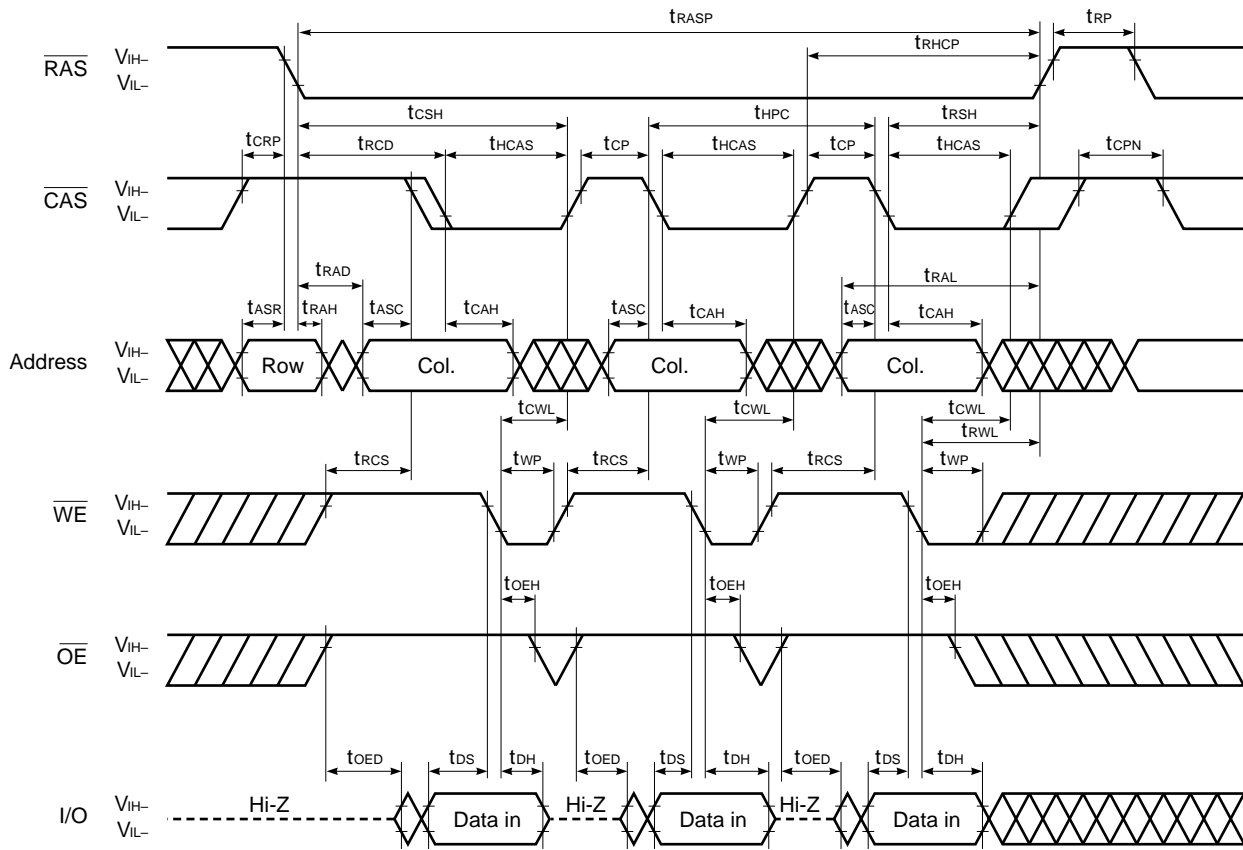 tRASP tRP
tRHCP
RAS VIH–
VIL–
tCSH tHPC tRSH
tCRP tRCD tHCAS tCP tHCAS tCP tHCAS tCPN
CAS VIH–
VIL–
tRAD tRAL
tASR tRAH tASC tCAH tASC tCAH tASC tCAH
Address VIH–
VIL–
Row Col. Col. Col.
tCWL tCWL tCWL
tRWL
tRCS tWP tRCS tWP tRCS tWP
WE VIH–
VIL–
tOEH tOEH tOEH
OE VIH–
VIL–
tOED tDS tDH tOED tDS tDH tOED tDS tDH
I/O VIH–
VIL–
Hi-Z Data in Hi-Z Data in Hi-Z Data in